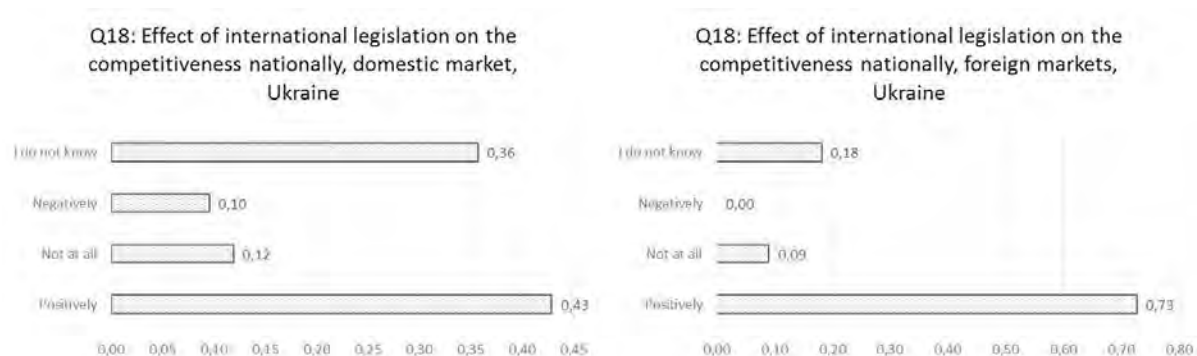 Q18: Effect of international legislation on the
competitiveness nationally, domestic market,
Ukraine
I do not know
0,36
Negatively
0,10
Not at all
0,12
Positively
0,43
0,00 0,05 0,10 0,15 0,20 0,25 0,30 0,35 0,40 0,45
Q18: Effect of international legislation on the
competitiveness nationally, foreign markets,
Ukraine
I do not know
0,18
Negatively
0,00
Not at all
0,09
Positively
0,73
0,00 0,10 0,20 0,30 0,40 0,50 0,60 0,70 0,80